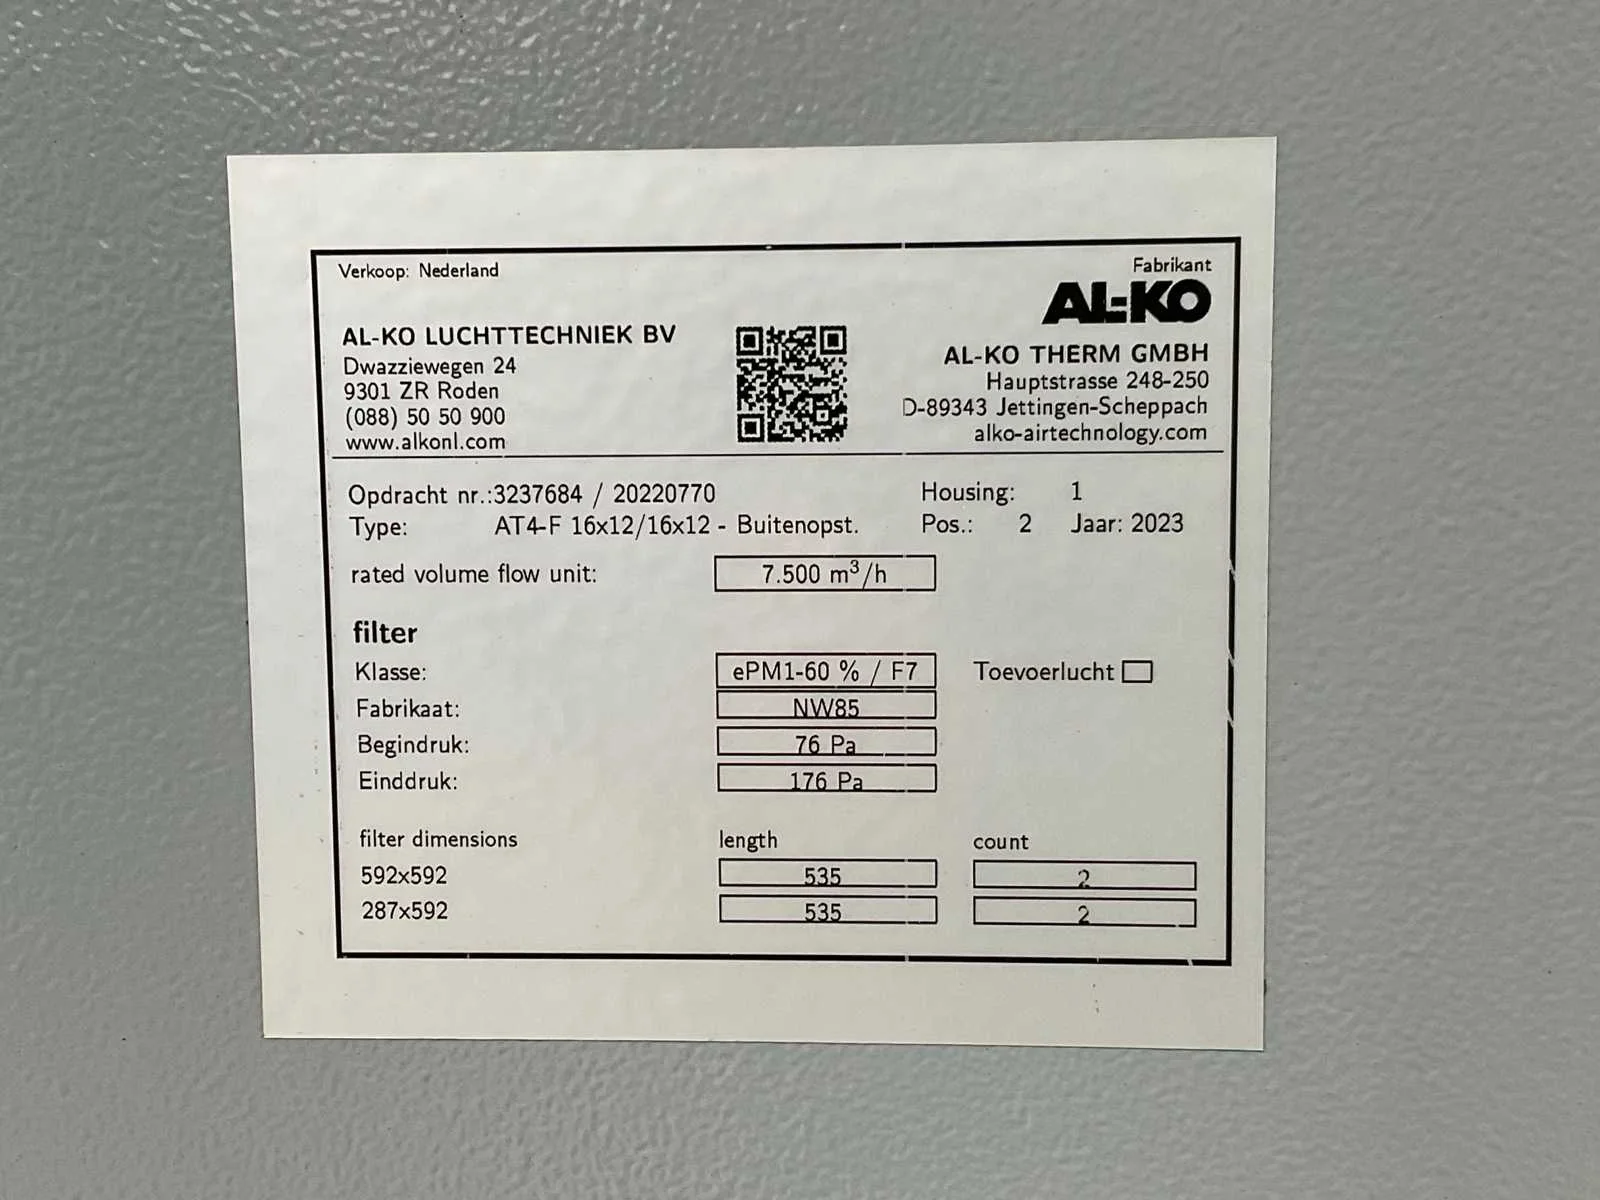 Verkoop: Nederland
Fabrikant
AL-KO
AL-KO LUCHTTECHNIEK BV
Dwazziewegen 24
9301 ZR Roden
(088) 50 50 900
www.alkonl.com
AL-KO THERM GMBH
Hauptstrasse 248-250
D-89343 Jettingen-Scheppach
alko-airtechnology.com
Opdracht nr.:3237684 / 20220770 Housing: 1
Type: AT4-F 16x12/16x12 - Buitenopst. Pos.: 2 Jaar: 2023
rated volume flow unit: 7.500 m³/h
filter
Klasse: ePM1-60 % / F7 Toevoerlucht
Fabrikaat: NW85
Begindruk: 76 Pa
Einddruk: 176 Pa
filter dimensions length count
592x592 535 2
287x592 535 2